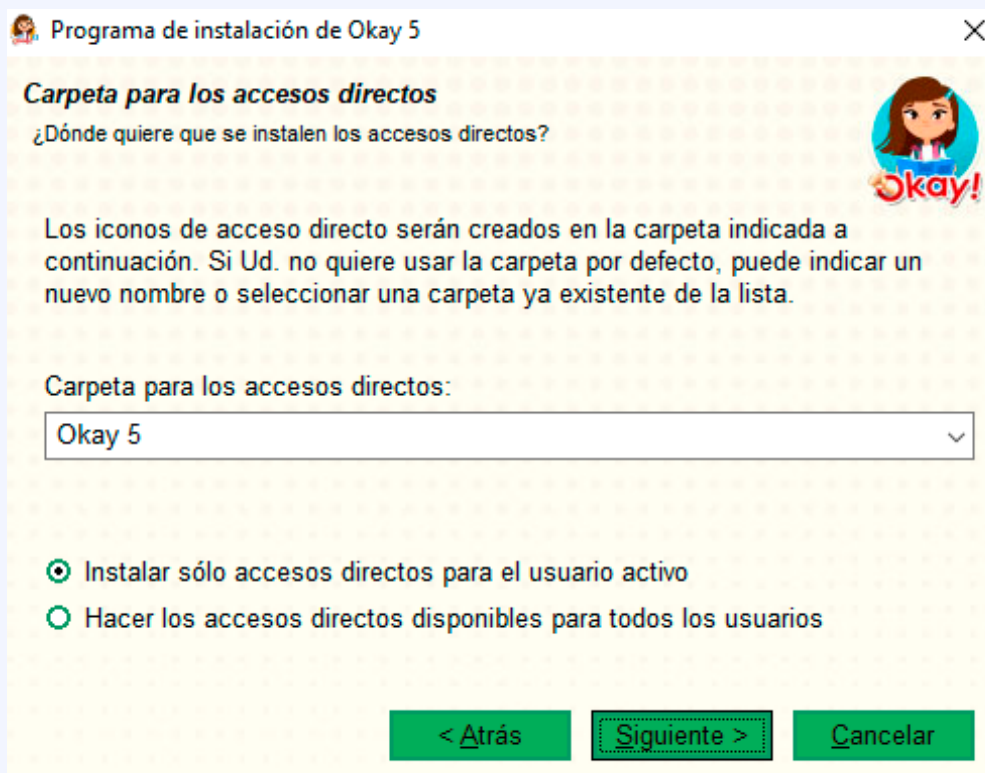 Programa de instalación de Okay 5
Carpeta para los accesos directos
¿Dónde quiere que se instalen los accesos directos?
Okay!
Los iconos de acceso directo serán creados en la carpeta indicada a
continuación. Si Ud. no quiere usar la carpeta por defecto, puede indicar un
nuevo nombre o seleccionar una carpeta ya existente de la lista.
Carpeta para los accesos directos:
Okay 5
Instalar sólo accesos directos para el usuario activo
Hacer los accesos directos disponibles para todos los usuarios
< Atrás Siguiente > Cancelar